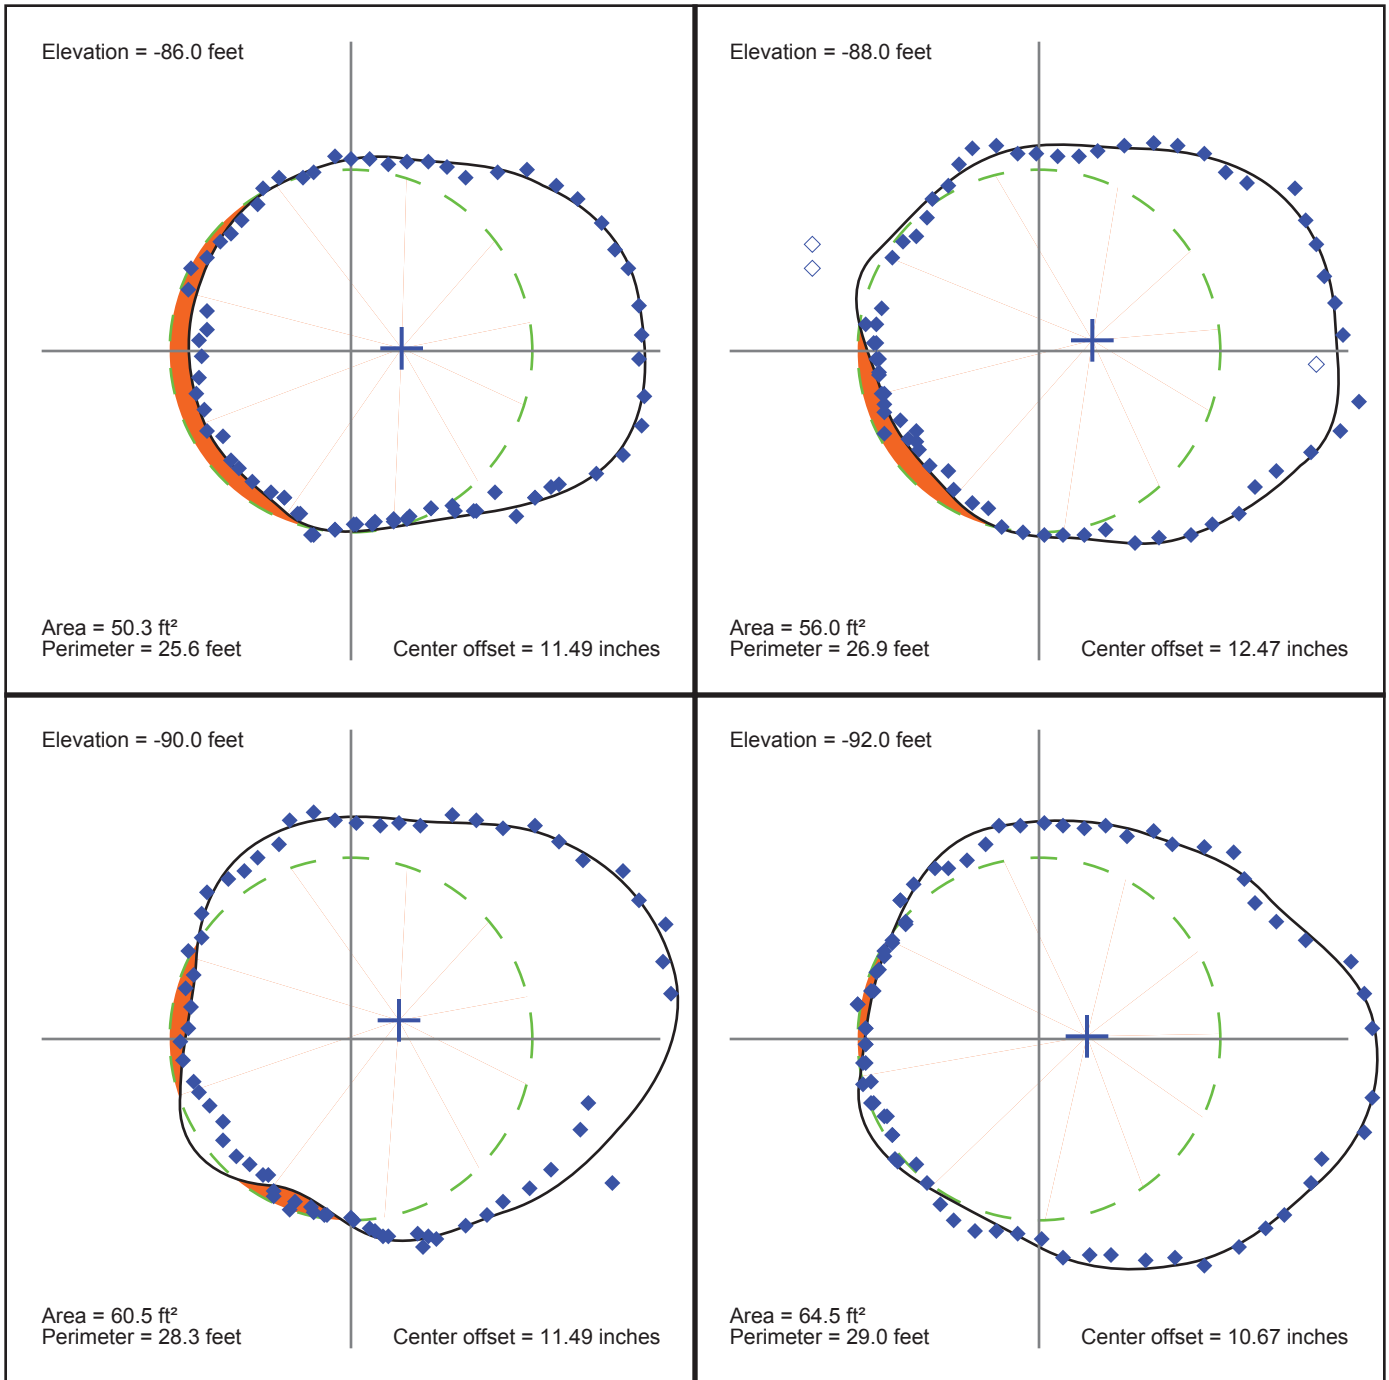 Elevation = -86.0 feet
Area = 50.3 ft²
Perimeter = 25.6 feet
Center offset = 11.49 inches
Elevation = -88.0 feet
Area = 56.0 ft²
Perimeter = 26.9 feet
Center offset = 12.47 inches
Elevation = -90.0 feet
Area = 60.5 ft²
Perimeter = 28.3 feet
Center offset = 11.49 inches
Elevation = -92.0 feet
Area = 64.5 ft²
Perimeter = 29.0 feet
Center offset = 10.67 inches